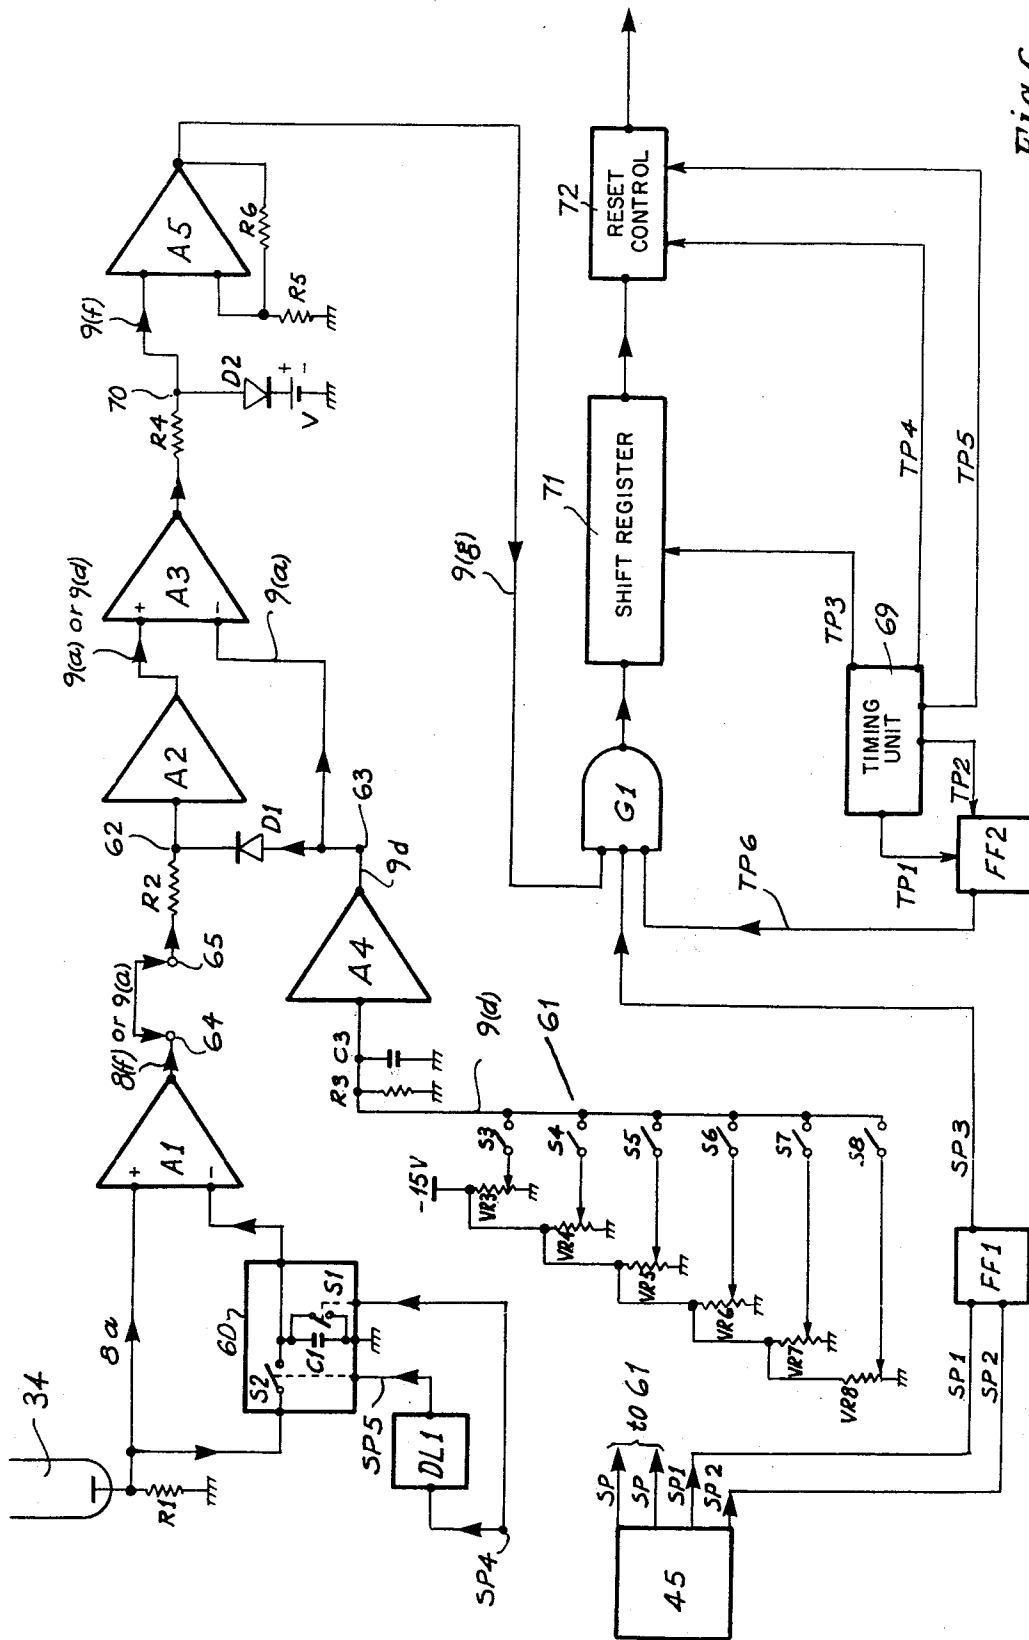 34
8a
R1
A1
+
−
8(f) or 9(a)
64
65
R2
62
A2
9(a) or 9(d)
A3
+
−
9(a)
R4
70
D2
+
−
V
9(f)
A5
R6
R5
60
S2
C1
S1
SP5
DL1
SP4
D1
63
9d
A4
R3
C3
9(d)
61
-15V
VR3
VR4
VR5
VR6
VR7
VR8
S3
S4
S5
S6
S7
S8
9(g)
G1
71
SHIFT REGISTER
72
RESET
CONTROL
TP3
TP4
TP5
69
TIMING
UNIT
TP1
TP2
FF2
TP6
45
SP
SP
to 61
SP1
SP2
SP1
SP2
FF1
SP3